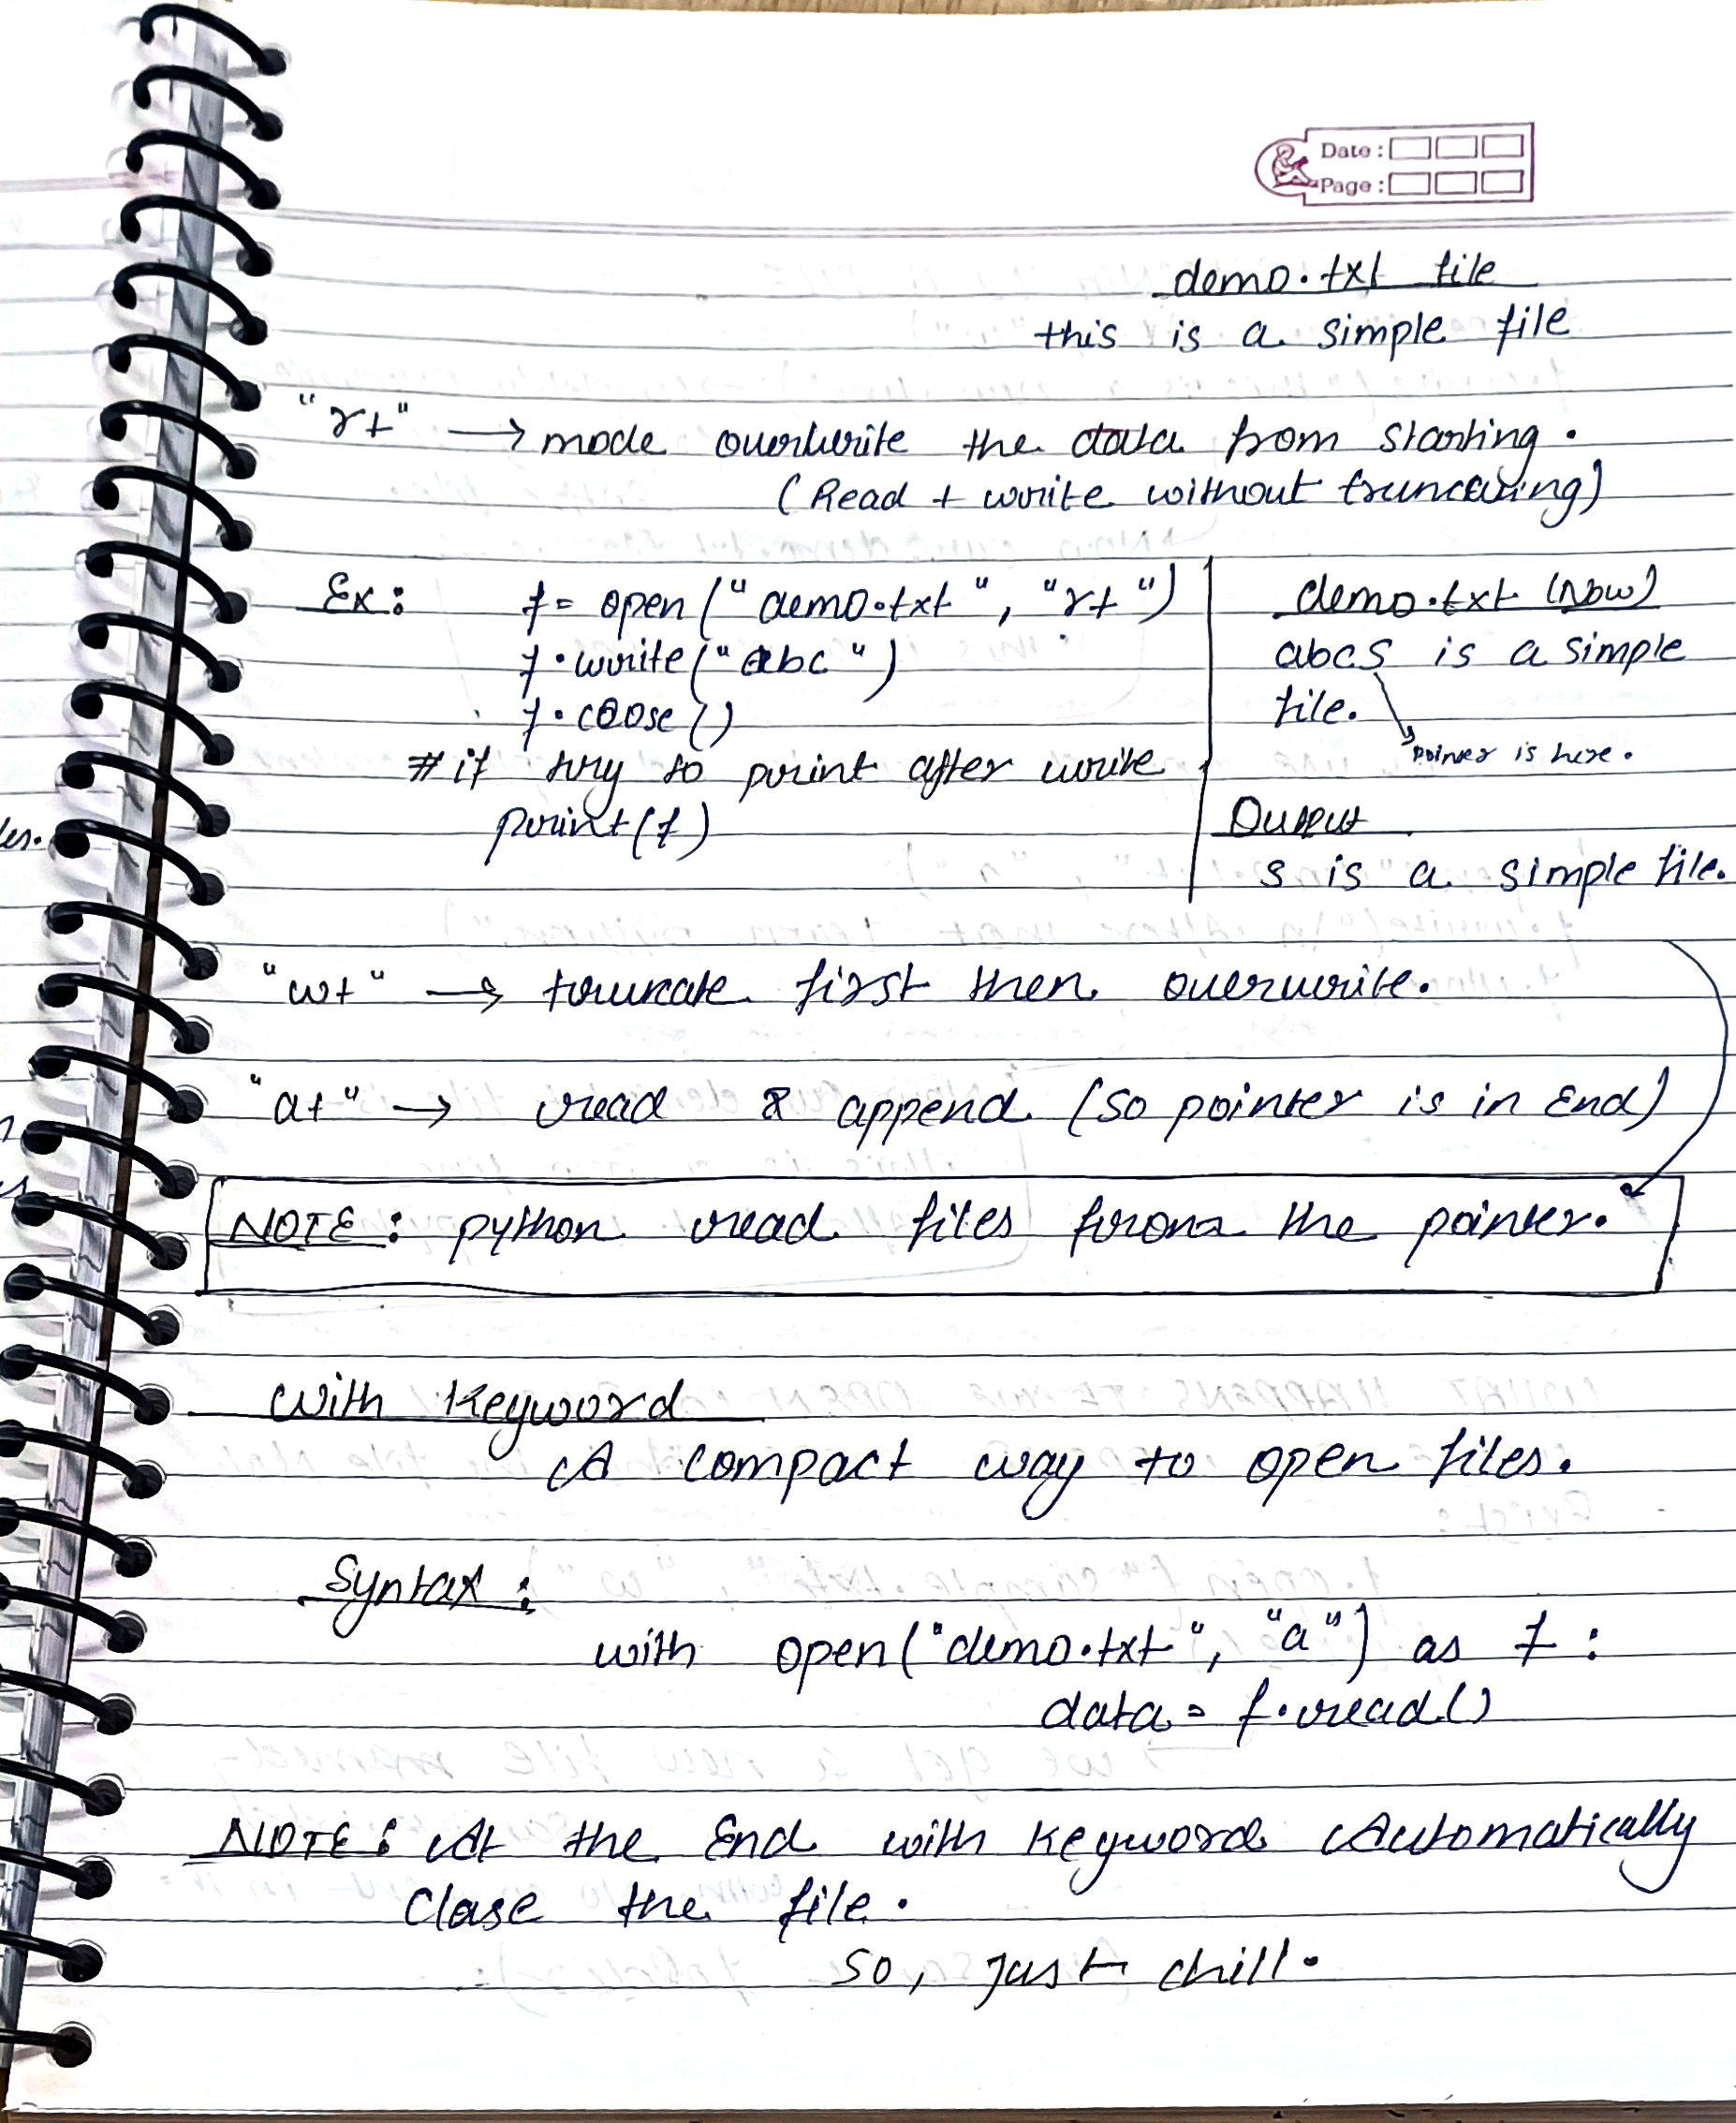 Date :
Page :
demo.txt file
this is a simple file
"r+" → mode overwrite the data from starting.
(Read + write without truncating)
Ex: f = open("demo.txt", "r+")
f.write("abc")
f.close()
# if try to print after write
print(f)
demo.txt (Now)
abcs is a simple
file.
pointer is here.
Output
s is a simple file.
"w+" → truncate first then overwrite.
"a+" → read & append (so pointer is in End)
NOTE: python read files from the pointer.
With Keyword
A compact way to open files.
Syntax:
with open("demo.txt", "a") as f:
data = f.read()
NOTE: At the End with keyword Automatically
Close the file.
So, just chill.